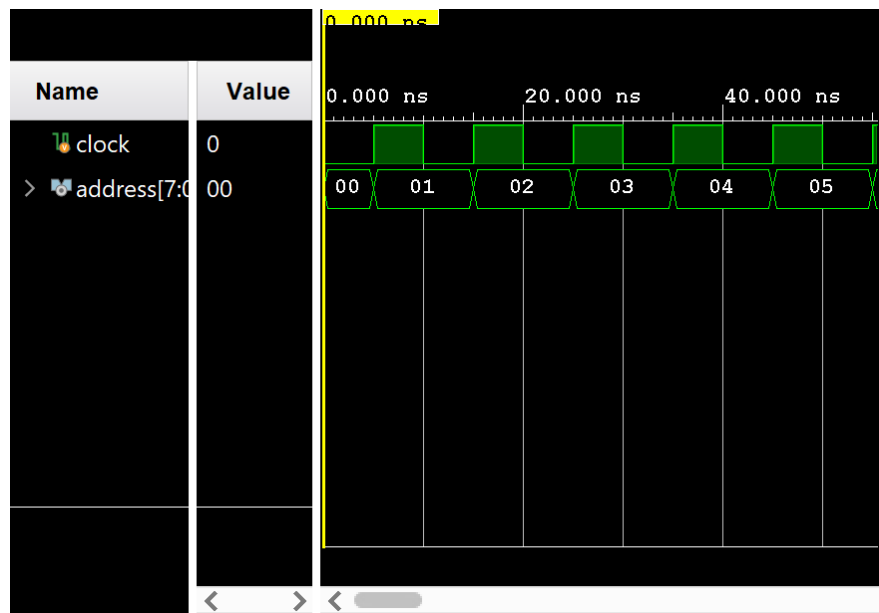 0.000 ns
Name Value
0.000 ns 20.000 ns 40.000 ns
clock 0
address[7:0 00
00 01 02 03 04 05